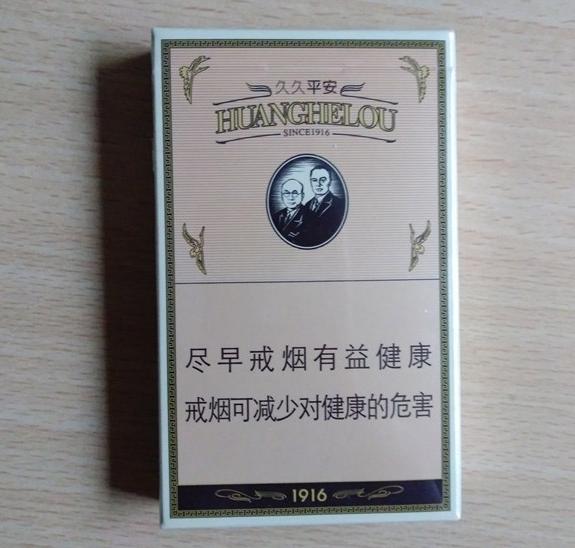 久久平安
HUANGHELOU
SINCE1916
尽早戒烟有益健康
戒烟可减少对健康的危害
1916